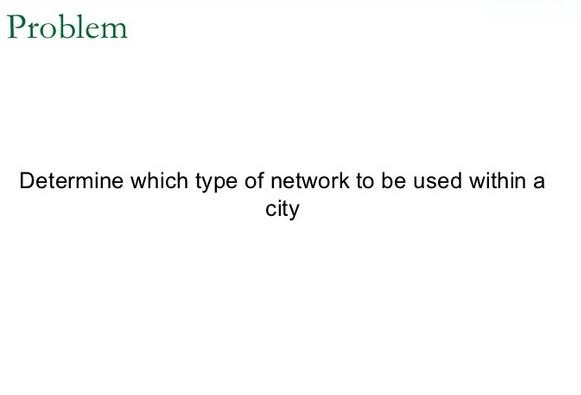 Problem
Determine which type of network to be used within a
city